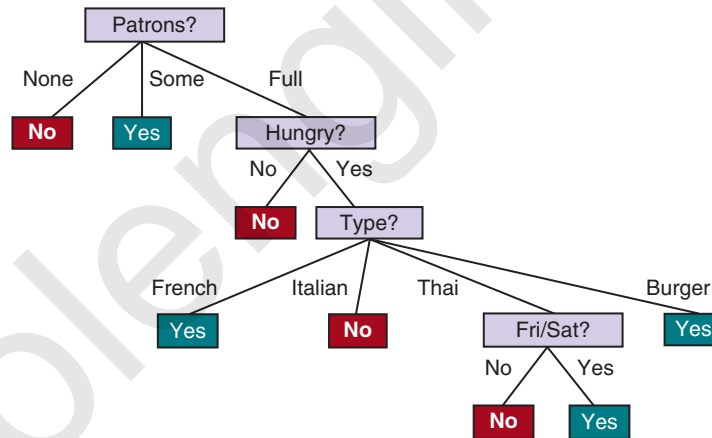 Patrons?
None Some Full
No Yes Hungry?
No Yes
No Type?
French Italian Thai Burger
Yes No Fri/Sat? Yes
No Yes
No Yes